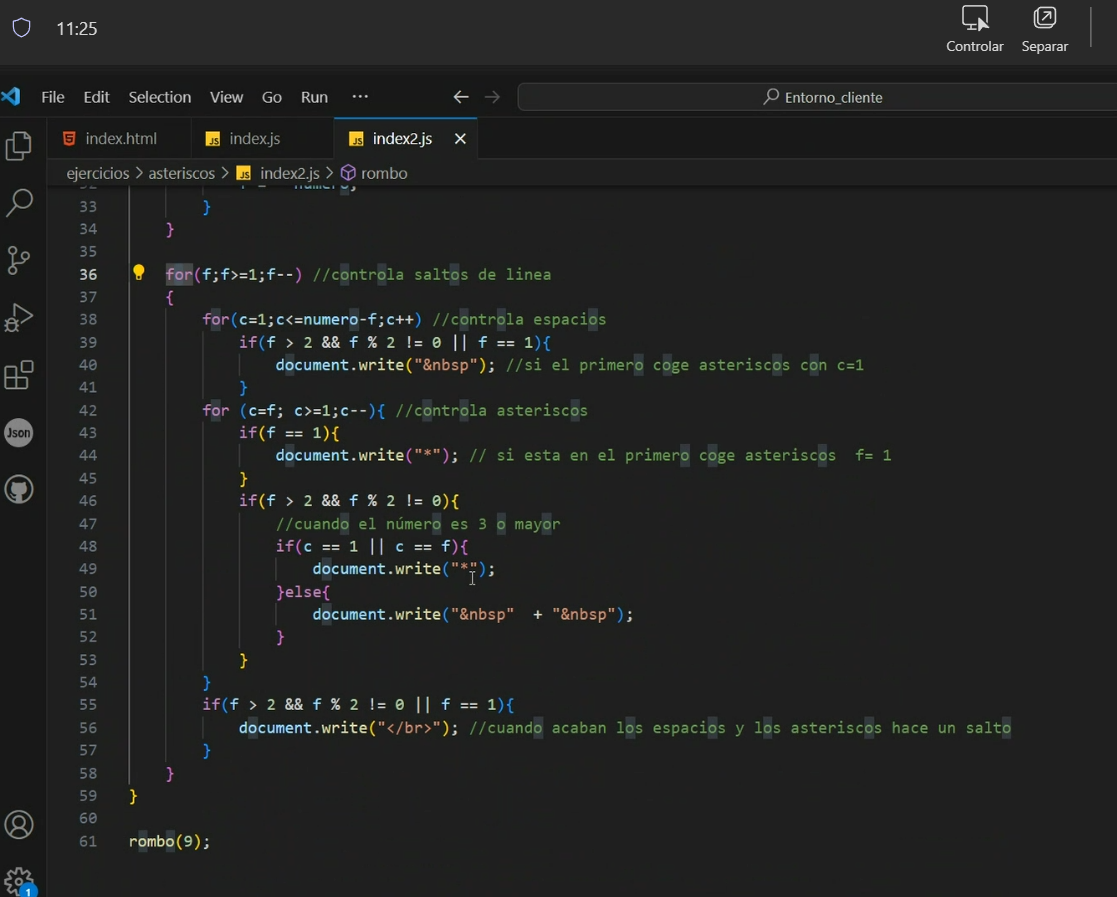 11:25
Controlar Separar
File Edit Selection View Go Run ··· Entorno_cliente
index.html index.js index2.js
ejercicios > asteriscos > JS index2.js > rombo
33 }
34 }
35
36 for(f;f>=1;f--) //controla saltos de linea
37 {
38 for(c=1;c<=numero-f;c++) //controla espacios
39 if(f > 2 && f % 2 != 0 || f == 1){
40 document.write("&nbsp"); //si el primero coge asteriscos con c=1
41 }
42 for (c=f; c>=1;c--){ //controla asteriscos
43 if(f == 1){
44 document.write("*"); // si esta en el primero coge asteriscos f= 1
45 }
46 if(f > 2 && f % 2 != 0){
47 //cuando el número es 3 o mayor
48 if(c == 1 || c == f){
49 document.write("*");
50 }else{
51 document.write("&nbsp" + "&nbsp");
52 }
53 }
54 }
55 if(f > 2 && f % 2 != 0 || f == 1){
56 document.write("</br>"); //cuando acaban los espacios y los asteriscos hace un salto
57 }
58 }
59 }
60
61 rombo(9);
Json
1